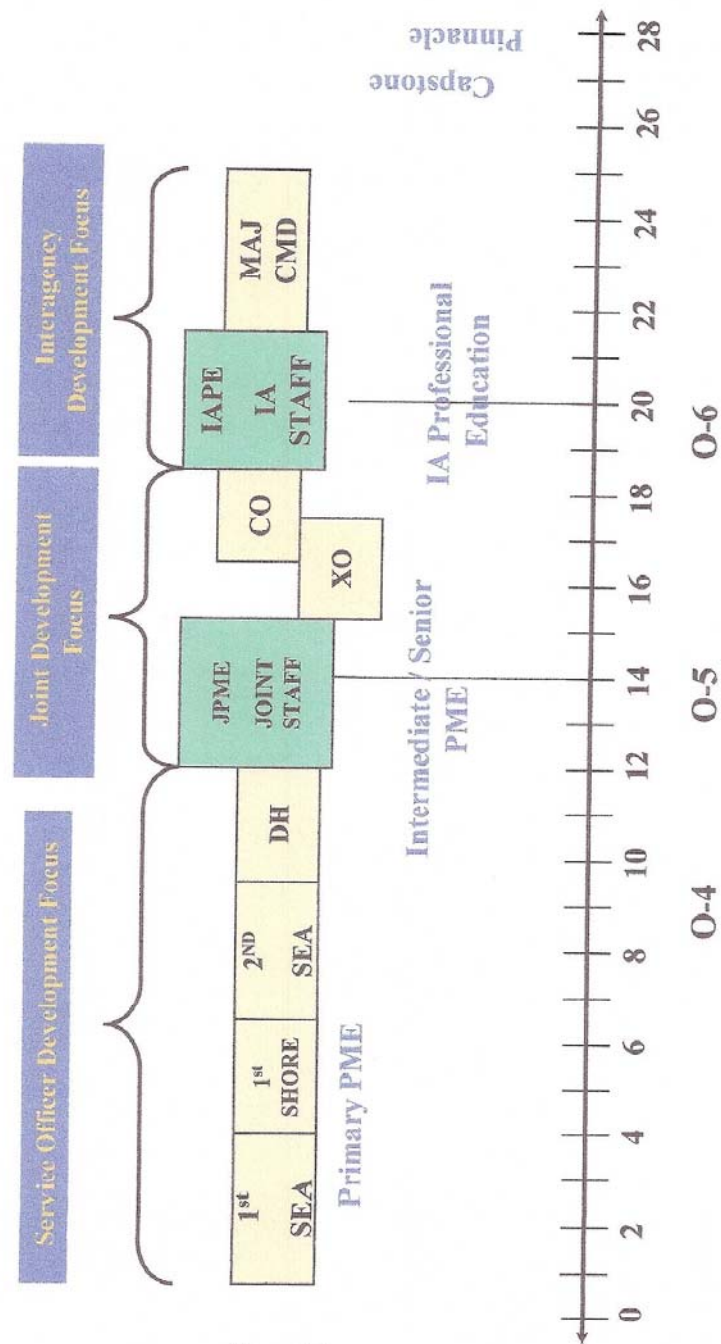 Service Officer Development Focus
Joint Development
Focus
Interagency
Development Focus
1st
SEA
1st
SHORE
2ND
SEA
DH
JPME
JOINT
STAFF
XO
CO
IAPE
IA
STAFF
MAJ
CMD
Primary PME
Intermediate / Senior
PME
IA Professional
Education
Capstone
Pinnacle
0 2 4 6 8 10 12 14 16 18 20 22 24 26 28
O-4 O-5 O-6